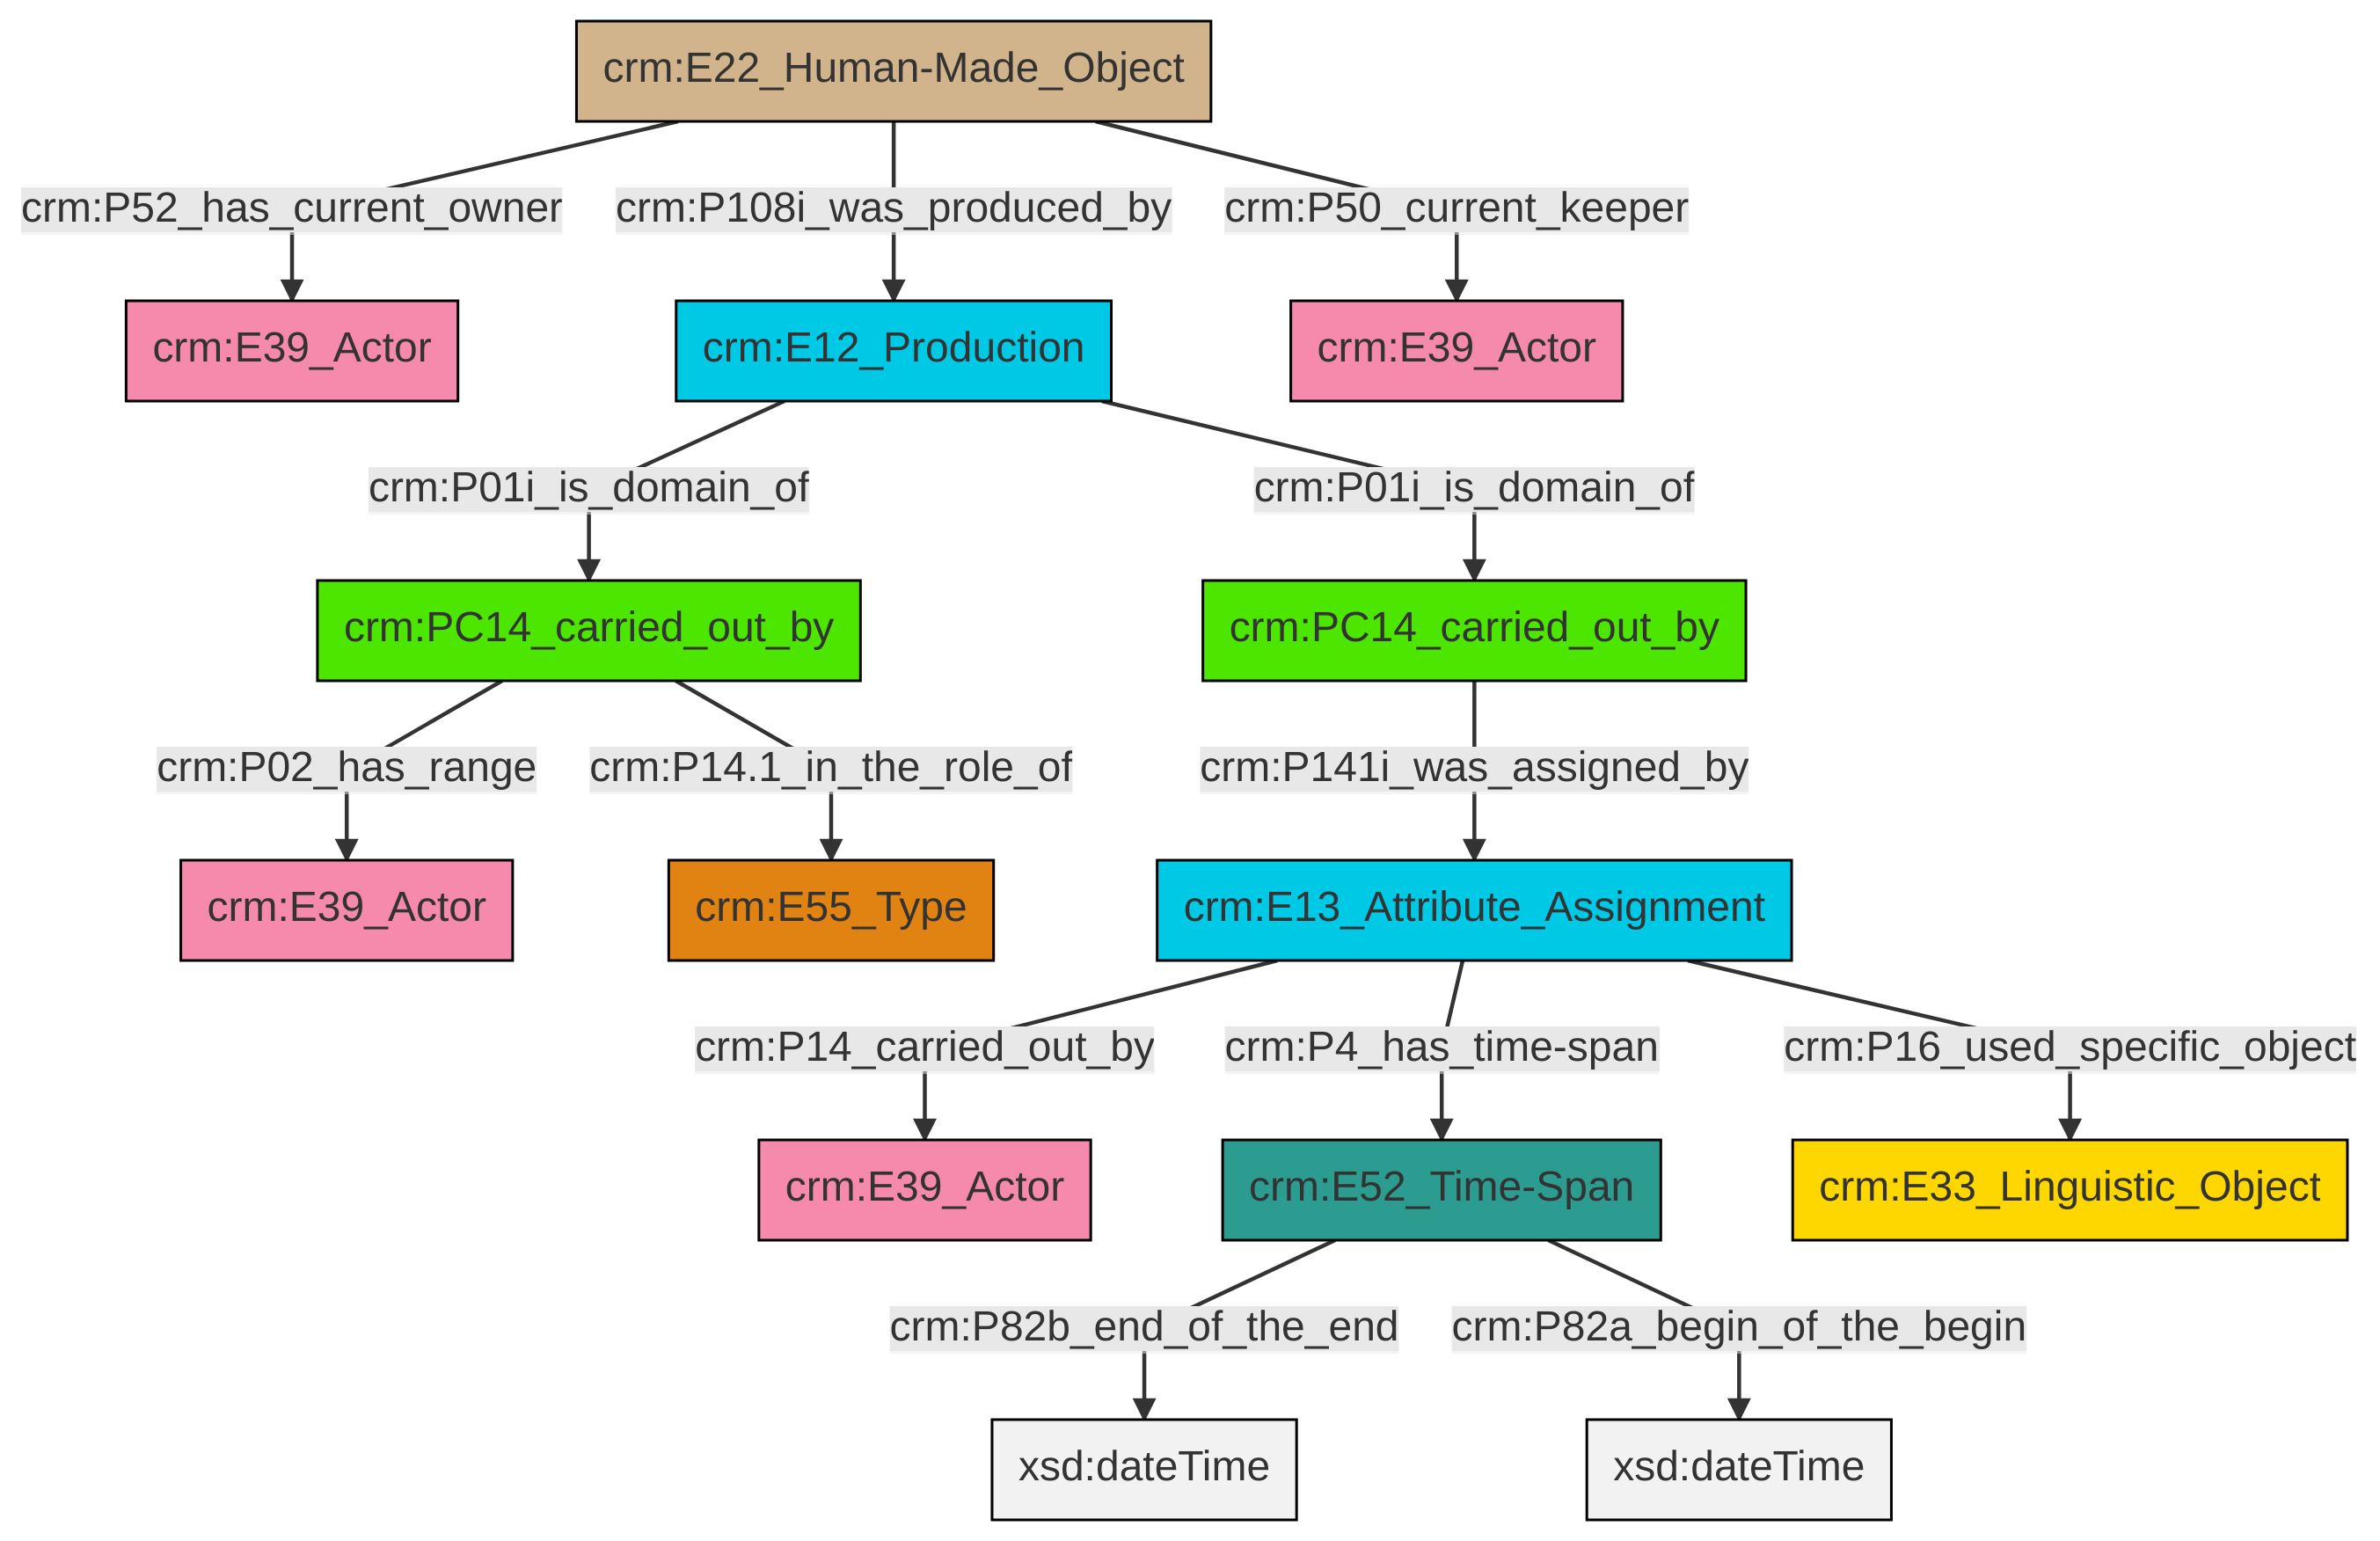 crm:E22_Human-Made_Object
crm:P52_has_current_owner
crm:P108i_was_produced_by
crm:P50_current_keeper
crm:E39_Actor
crm:E12_Production
crm:E39_Actor
crm:P01i_is_domain_of
crm:P01i_is_domain_of
crm:PC14_carried_out_by
crm:PC14_carried_out_by
crm:P02_has_range
crm:P14.1_in_the_role_of
crm:P141i_was_assigned_by
crm:E39_Actor
crm:E55_Type
crm:E13_Attribute_Assignment
crm:P14_carried_out_by
crm:P4_has_time-span
crm:P16_used_specific_object
crm:E39_Actor
crm:E52_Time-Span
crm:E33_Linguistic_Object
crm:P82b_end_of_the_end
crm:P82a_begin_of_the_begin
xsd:dateTime
xsd:dateTime